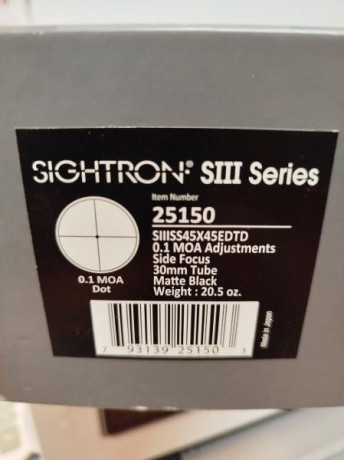 SIGHTRON® SIII Series
Item Number
25150
SIIISS45X45EDTD
0.1 MOA Adjustments
Side Focus
30mm Tube
Matte Black
Weight : 20.5 oz.
0.1 MOA
Dot
7 93139 25150 3
Made in Japan